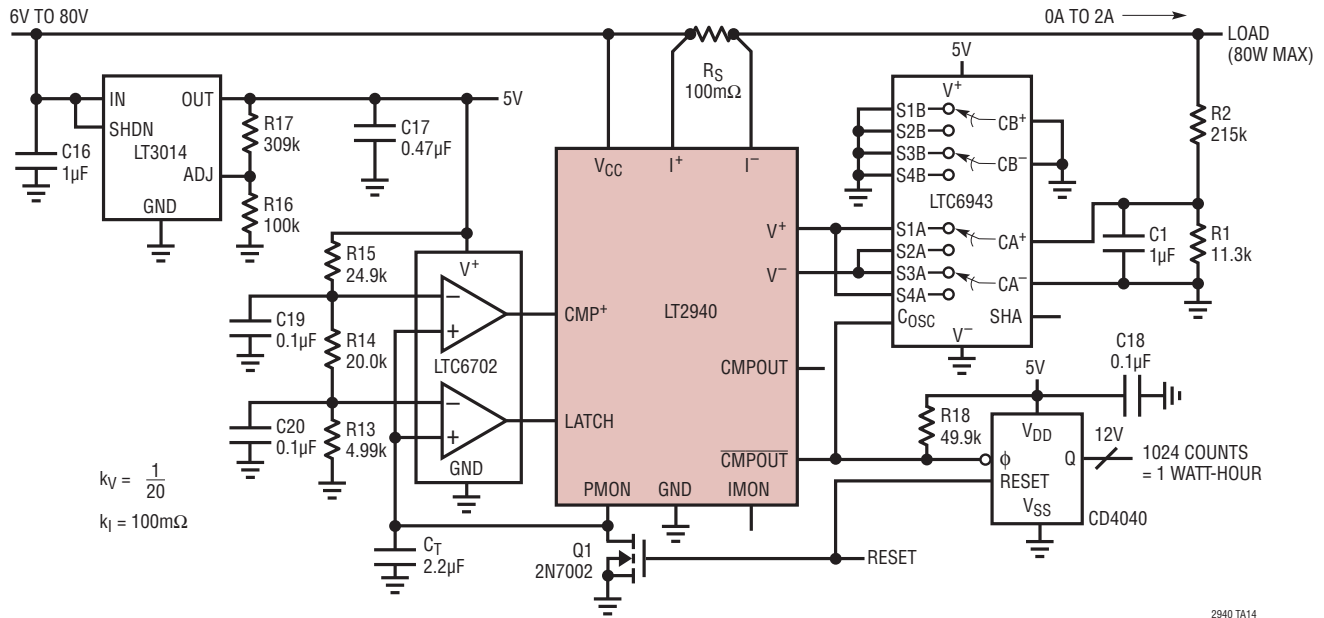 6V TO 80V
0A TO 2A
LOAD
(80W MAX)
RS
100mΩ
5V
IN
OUT
SHDN
LT3014
ADJ
GND
C16
1µF
R17
309k
R16
100k
C17
0.47µF
5V
VCC
I+
I–
V+
V–
LT2940
CMP+
LATCH
CMPOUT
CMPOUT
PMON
GND
IMON
V+
S1B
S2B
S3B
S4B
CB+
CB–
LTC6943
S1A
S2A
S3A
S4A
CA+
CA–
COSC
SHA
V–
R2
215k
C1
1µF
R1
11.3k
R15
24.9k
C19
0.1µF
R14
20.0k
C20
0.1µF
R13
4.99k
V+
–
+
LTC6702
–
+
GND
kV = 1/20
kI = 100mΩ
CT
2.2µF
Q1
2N7002
RESET
R18
49.9k
5V
C18
0.1µF
VDD
ϕ
Q
RESET
VSS
CD4040
12V
1024 COUNTS
= 1 WATT-HOUR
2940 TA14